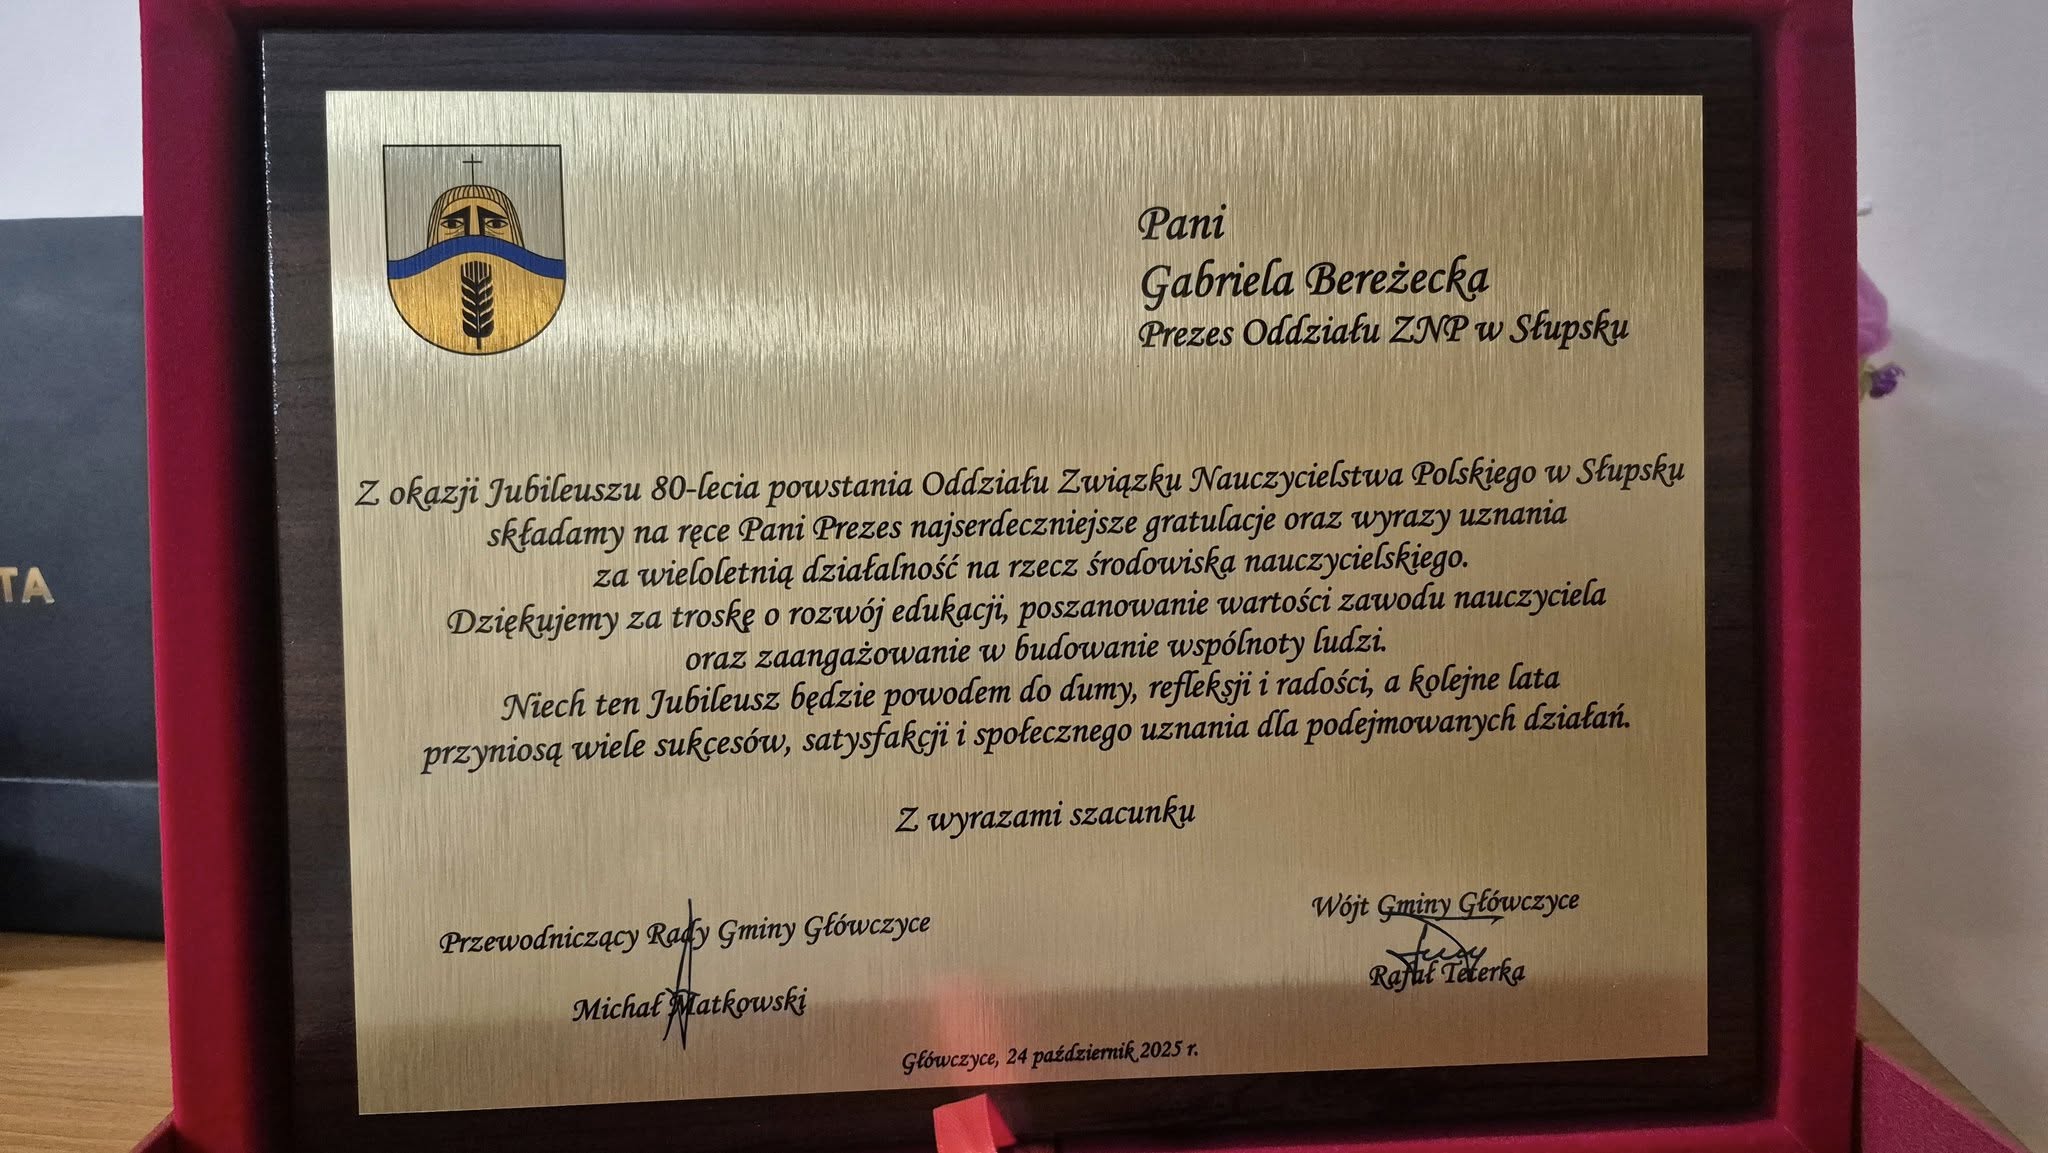 Pani
Gabriela Bereżecka
Prezes Oddziału ZNP w Słupsku
Z okazji Jubileuszu 80-lecia powstania Oddziału Związku Nauczycielstwa Polskiego w Słupsku
składamy na ręce Pani Prezes najserdeczniejsze gratulacje oraz wyrazy uznania
za wieloletnią działalność na rzecz środowiska nauczycielskiego.
Dziękujemy za troskę o rozwój edukacji, poszanowanie wartości zawodu nauczyciela
oraz zaangażowanie w budowanie wspólnoty ludzi.
Niech ten Jubileusz będzie powodem do dumy, refleksji i radości, a kolejne lata
przyniosą wiele sukcesów, satysfakcji i społecznego uznania dla podejmowanych działań.
Z wyrazami szacunku
Przewodniczący Rady Gminy Główczyce
Michał Matkowski
Wójt Gminy Główczyce
Rafał Teterka
Główczyce, 24 październik 2025 r.
TA